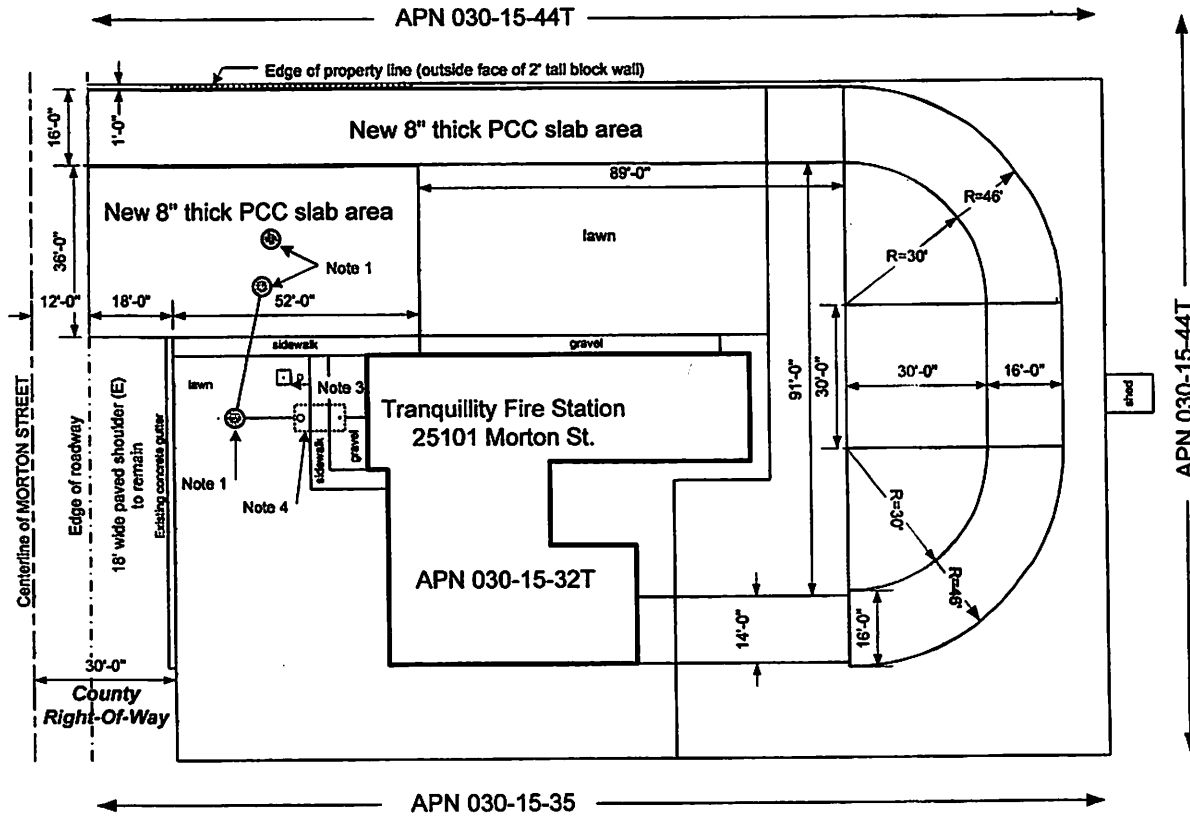 APN 030-15-44T
Edge of property line (outside face of 2' tall block wall)
16'-0"
1'-0"
New 8" thick PCC slab area
89'-0"
New 8" thick PCC slab area
lawn
R=46'
R=30'
36'-0"
Note 1
12'-0"
18'-0"
52'-0"
APN 030-15-44T
sidewalk
gravel
91'-0"
30'-0"
30'-0"
16'-0"
shed
lawn
Note 3
Tranquillity Fire Station
25101 Morton St.
sidewalk
gravel
Note 1
Note 4
Centerline of MORTON STREET
Edge of roadway
18' wide paved shoulder (E)
to remain
Existing concrete gutter
R=30'
R=46'
APN 030-15-32T
14'-0"
16'-0"
30'-0"
County
Right-Of-Way
APN 030-15-35